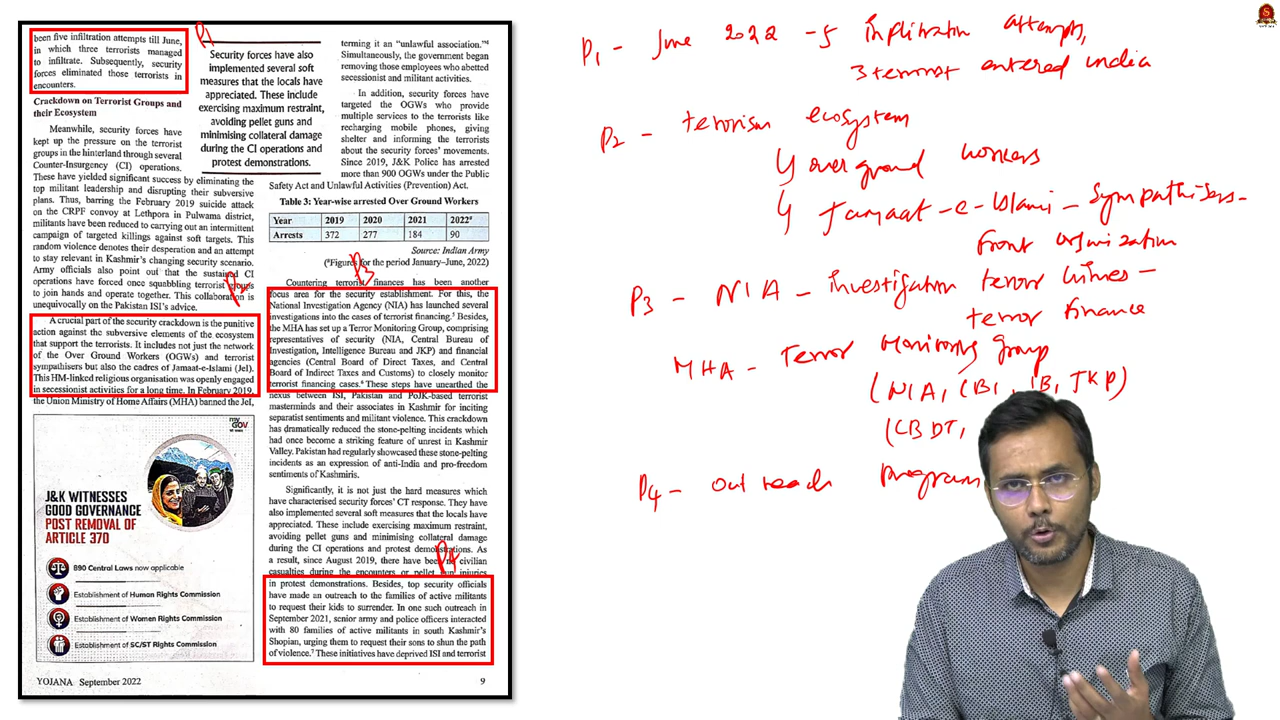 been five infiltration attempts till June,
in which three terrorists managed
to infiltrate. Subsequently, security
forces eliminated those terrorists in
encounters.
Crackdown on Terrorist Groups and
their Ecosystem
Meanwhile, security forces have
kept up the pressure on the terrorist
groups in the hinterland through several
Counter-Insurgency (CI) operations.
These have yielded significant success by eliminating the
top militant leadership and disrupting their subversive
plans. Thus, barring the February 2019 suicide attack
on the CRPF convoy at Lethpora in Pulwama district,
militants have been reduced to carrying out an intermittent
campaign of targeted killings against soft targets. This
random violence denotes their desperation and an attempt
to stay relevant in Kashmir's changing security scenario.
Army officials also point out that the sustained CI
operations have forced once squabbling terrorist groups
to join hands and operate together. This collaboration is
unequivocally on the Pakistan ISI's advice.
P2
A crucial part of the security crackdown is the punitive
action against the subversive elements of the ecosystem
that support the terrorists. It includes not just the network
of the Over Ground Workers (OGWs) and terrorist
sympathisers but also the cadres of Jamaat-e-Islami (JeI).
This HM-linked religious organisation was openly engaged
in secessionist activities for a long time. In February 2019,
the Union Ministry of Home Affairs (MHA) banned the JeI,
my
GOV
J&K WITNESSES
GOOD GOVERNANCE
POST REMOVAL OF
ARTICLE 370
890 Central Laws now applicable
Establishment of Human Rights Commission
Establishment of Women Rights Commission
Establishment of SC/ST Rights Commission
YOJANA September 2022
P1
Security forces have also
implemented several soft
measures that the locals have
appreciated. These include
exercising maximum restraint,
avoiding pellet guns and
minimising collateral damage
during the CI operations and
protest demonstrations.
terming it an "unlawful association."4
Simultaneously, the government began
removing those employees who abetted
secessionist and militant activities.
In addition, security forces have
targeted the OGWs who provide
multiple services to the terrorists like
recharging mobile phones, giving
shelter and informing the terrorists
about the security forces' movements.
Since 2019, J&K Police has arrested
more than 900 OGWs under the Public
Safety Act and Unlawful Activities (Prevention) Act.
Table 3: Year-wise arrested Over Ground Workers
Year 2019 2020 2021 2022#
Arrests 372 277 184 90
Source: Indian Army
(#Figures for the period January–June, 2022)
P3
Countering terrorist finances has been another
focus area for the security establishment. For this, the
National Investigation Agency (NIA) has launched several
investigations into the cases of terrorist financing.5 Besides,
the MHA has set up a Terror Monitoring Group, comprising
representatives of security (NIA, Central Bureau of
Investigation, Intelligence Bureau and JKP) and financial
agencies (Central Board of Direct Taxes, and Central
Board of Indirect Taxes and Customs) to closely monitor
terrorist financing cases.6 These steps have unearthed the
nexus between ISI, Pakistan and PoJK-based terrorist
masterminds and their associates in Kashmir for inciting
separatist sentiments and militant violence. This crackdown
has dramatically reduced the stone-pelting incidents which
had once become a striking feature of unrest in Kashmir
Valley. Pakistan had regularly showcased these stone-pelting
incidents as an expression of anti-India and pro-freedom
sentiments of Kashmiris.
Significantly, it is not just the hard measures which
have characterised security forces' CT response. They have
also implemented several soft measures that the locals have
appreciated. These include exercising maximum restraint,
avoiding pellet guns and minimising collateral damage
during the CI operations and protest demonstrations. As
a result, since August 2019, there have been civilian
P4
casualties during the encounters or pellet gun injuries
in protest demonstrations. Besides, top security officials
have made an outreach to the families of active militants
to request their kids to surrender. In one such outreach in
September 2021, senior army and police officers interacted
with 80 families of active militants in south Kashmir's
Shopian, urging them to request their sons to shun the path
of violence.7 These initiatives have deprived ISI and terrorist
9
P1 - June 2022 - 5 infiltration attempts,
3 terrorist entered india
P2 - terrorism ecosystem
over ground workers
Jamaat-e-Islami - Sympathisers-
front organization
P3 - NIA - investigation terror crimes -
terror finance
MHA - Terror Monitoring group
(NIA, CBI, IB, JKP)
(CBDT,
P4 - out reach program